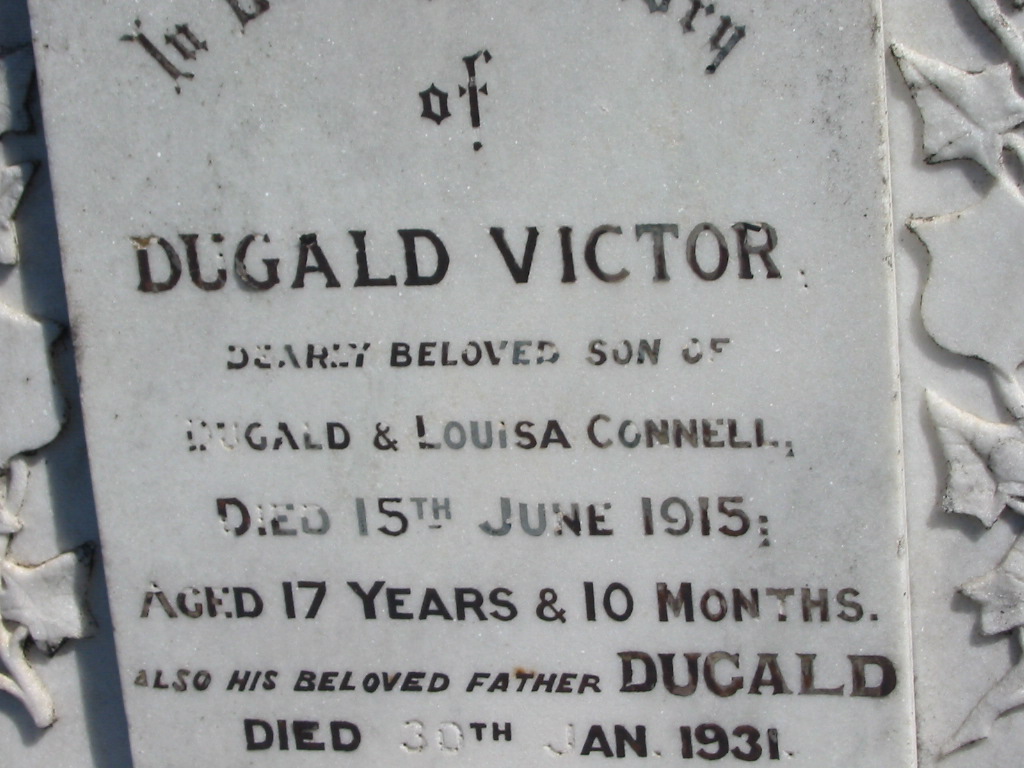 In
of
DUGALD VICTOR,
DEARLY BELOVED SON OF
DUGALD & LOUISA CONNELL,
DIED 15TH JUNE 1915;
AGED 17 YEARS & 10 MONTHS.
ALSO HIS BELOVED FATHER DUGALD
DIED 30TH JAN. 1931.